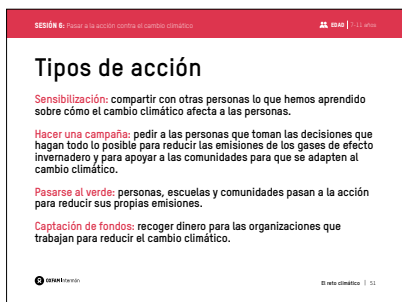 SESIÓN 6: Pasar a la acción contra el cambio climático
EDAD | 7-11 años
Tipos de acción
Sensibilización: compartir con otras personas lo que hemos aprendido
sobre cómo el cambio climático afecta a las personas.
Hacer una campaña: pedir a las personas que toman las decisiones que
hagan todo lo posible para reducir las emisiones de los gases de efecto
invernadero y para apoyar a las comunidades para que se adapten al
cambio climático.
Pasarse al verde: personas, escuelas y comunidades pasan a la acción
para reducir sus propias emisiones.
Captación de fondos: recoger dinero para las organizaciones que
trabajan para reducir el cambio climático.
OXFAM Intermón
El reto climático | 51